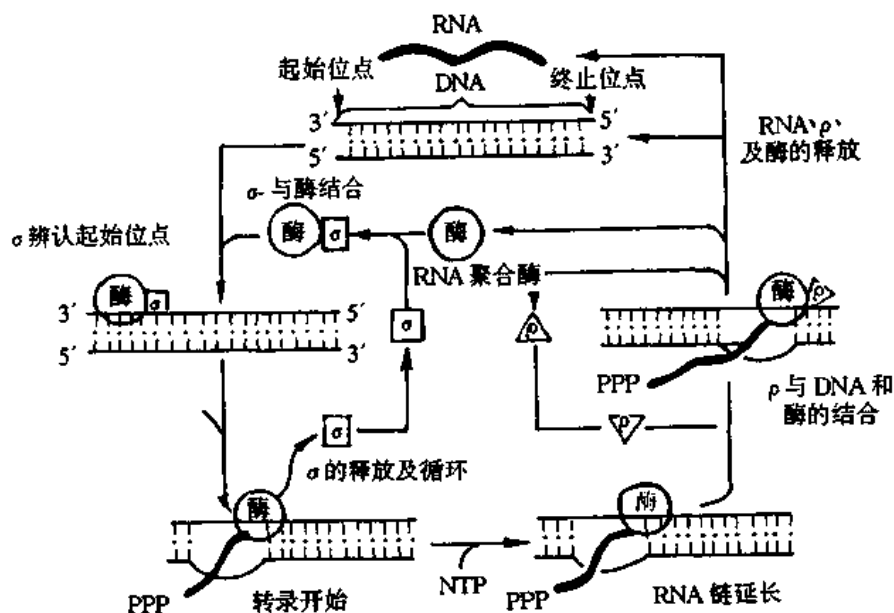 RNA
起始位点
DNA
终止位点
3′
5′
5′
3′
RNA、ρ、
及酶的释放
σ-与酶结合
酶
σ
酶
σ辨认起始位点
RNA 聚合酶
酶
σ
3′
5′
5′
3′
σ
ρ
酶
ρ
PPP
ρ与DNA和
酶的结合
ρ
σ
σ的释放及循环
酶
酶
PPP
转录开始
NTP
PPP
RNA 链延长